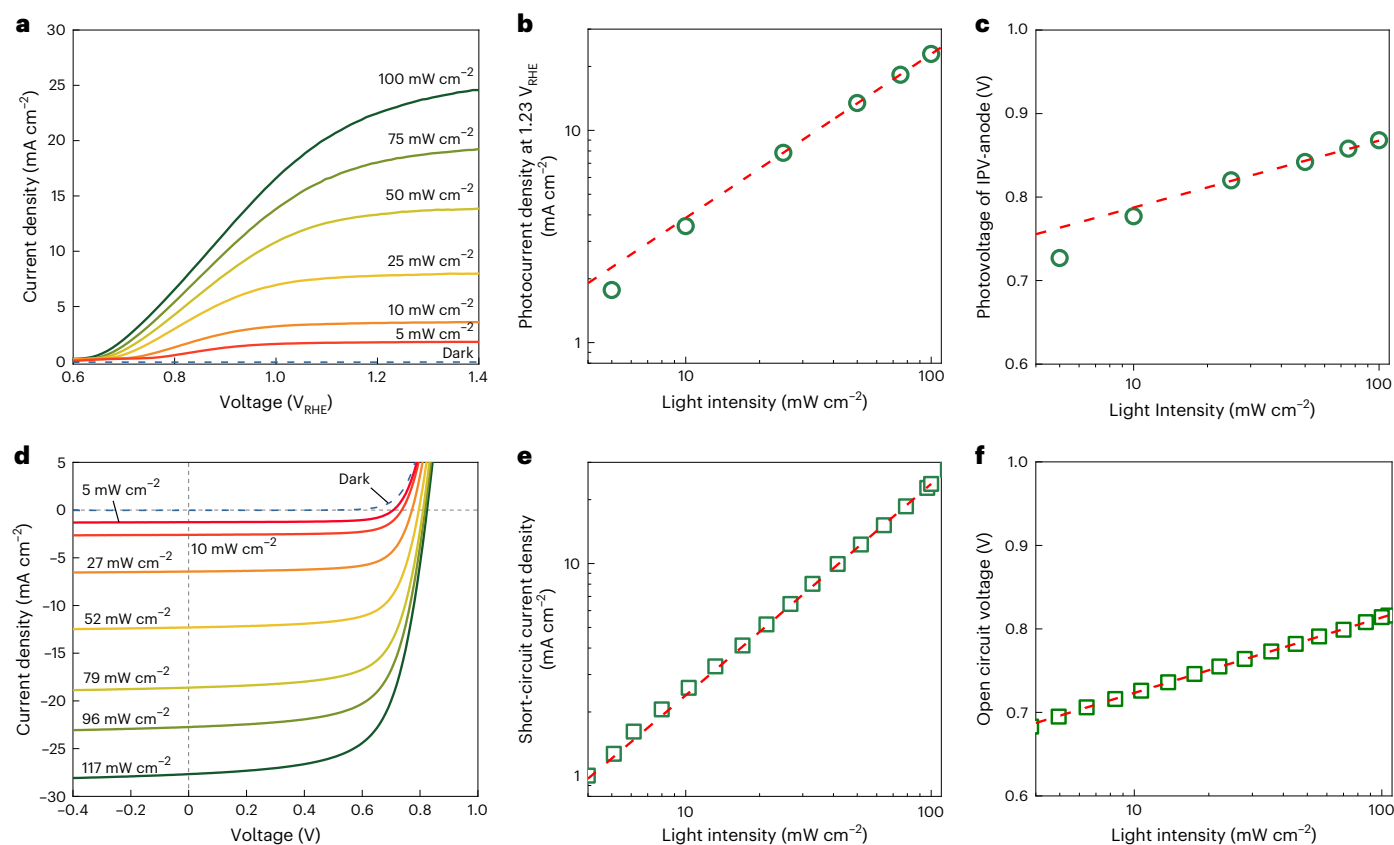 a
30
25
20
15
10
5
0
Current density (mA cm⁻²)
100 mW cm⁻²
75 mW cm⁻²
50 mW cm⁻²
25 mW cm⁻²
10 mW cm⁻²
5 mW cm⁻²
Dark
0.6
0.8
1.0
1.2
1.4
Voltage (V_RHE)
b
Photocurrent density at 1.23 V_RHE
(mA cm⁻²)
10
1
10
100
Light intensity (mW cm⁻²)
c
1.0
0.9
0.8
0.7
0.6
Photovoltage of IPV-anode (V)
10
100
Light Intensity (mW cm⁻²)
d
5
0
−5
−10
−15
−20
−25
−30
Current density (mA cm⁻²)
Dark
5 mW cm⁻²
10 mW cm⁻²
27 mW cm⁻²
52 mW cm⁻²
79 mW cm⁻²
96 mW cm⁻²
117 mW cm⁻²
−0.4
−0.2
0
0.2
0.4
0.6
0.8
1.0
Voltage (V)
e
Short-circuit current density
(mA cm⁻²)
10
1
10
100
Light intensity (mW cm⁻²)
f
1.0
0.9
0.8
0.7
0.6
Open circuit voltage (V)
10
100
Light intensity (mW cm⁻²)